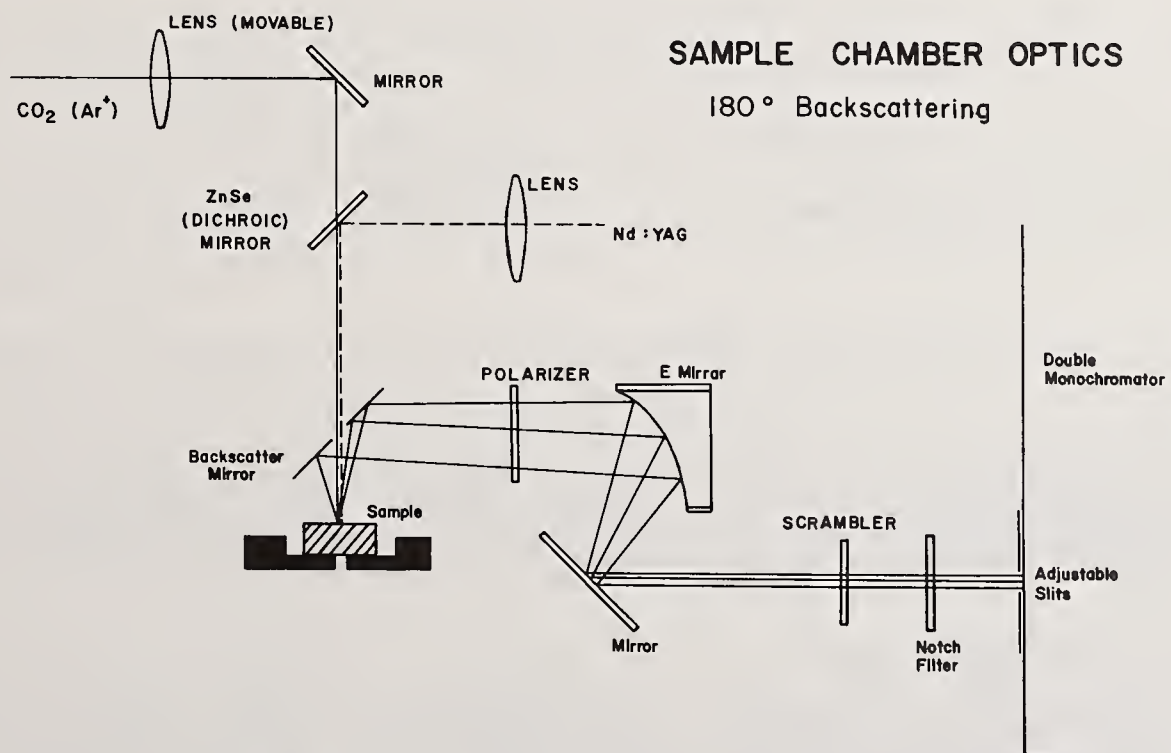 LENS (MOVABLE)
SAMPLE CHAMBER OPTICS
180° Backscattering
MIRROR
CO₂ (Ar⁺)
ZnSe
(DICHROIC)
MIRROR
LENS
Nd : YAG
POLARIZER
E Mirrar
Double
Monochromator
Backscatter
Mirror
Sample
SCRAMBLER
Adjustable
Slits
Mirror
Notch
Filter